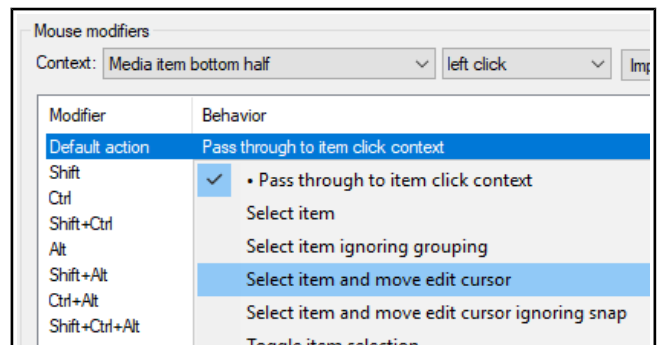 Mouse modifiers
Context: Media item bottom half left click
Modifier Behavior
Default action Pass through to item click context
Shift
• Pass through to item click context
Ctrl
Select item
Shift+Ctrl
Alt
Select item ignoring grouping
Shift+Alt
Select item and move edit cursor
Ctrl+Alt
Select item and move edit cursor ignoring snap
Shift+Ctrl+Alt
Toggle item selection